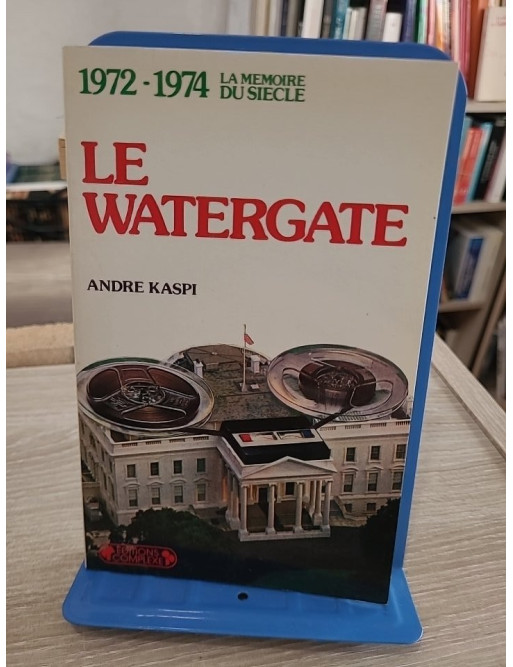 1972 - 1974 LA MEMOIRE
DU SIECLE
LE
WATERGATE
ANDRE KASPI
EDITIONS
COMPLEXE